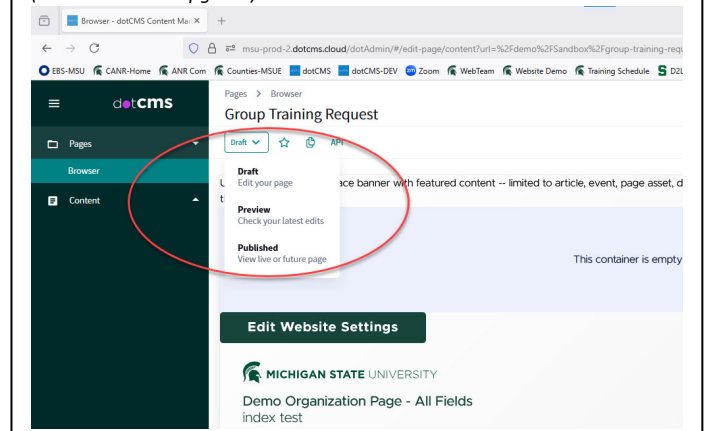 Browser - dotCMS Content Mar
msu-prod-2.dotcms.cloud/dotAdmin/#/edit-page/content?url=%2Fdemo%2FSandbox%2Fgroup-training-requ
EBS-MSU CANR-Home ANR Com Counties-MSUE dotCMS dotCMS-DEV Zoom WebTeam Website Demo Training Schedule D2L
dotcms
Pages > Browser
Group Training Request
Draft API
Pages
Browser
Content
Draft
Edit your page
ace banner with featured content -- limited to article, event, page asset, d
Preview
Check your latest edits
Published
View live or future page
This container is empty
Edit Website Settings
MICHIGAN STATE UNIVERSITY
Demo Organization Page - All Fields
index test